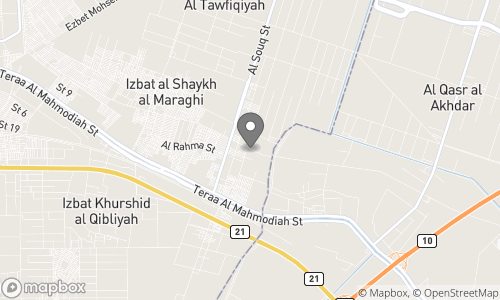 Al Tawfiqiyah
Ezbet Mohsen
Al Souq St
Izbat al Shaykh
al Maraghi
St 9
Teraa Al Mahmodiah St
Al Qasr al
Akhdar
St 6
St 19
Al Rahma St
Izbat Khurshid
al Qibliyah
Teraa Al Mahmodiah St
21
10
21
mapbox
© Mapbox, © OpenStreetMap